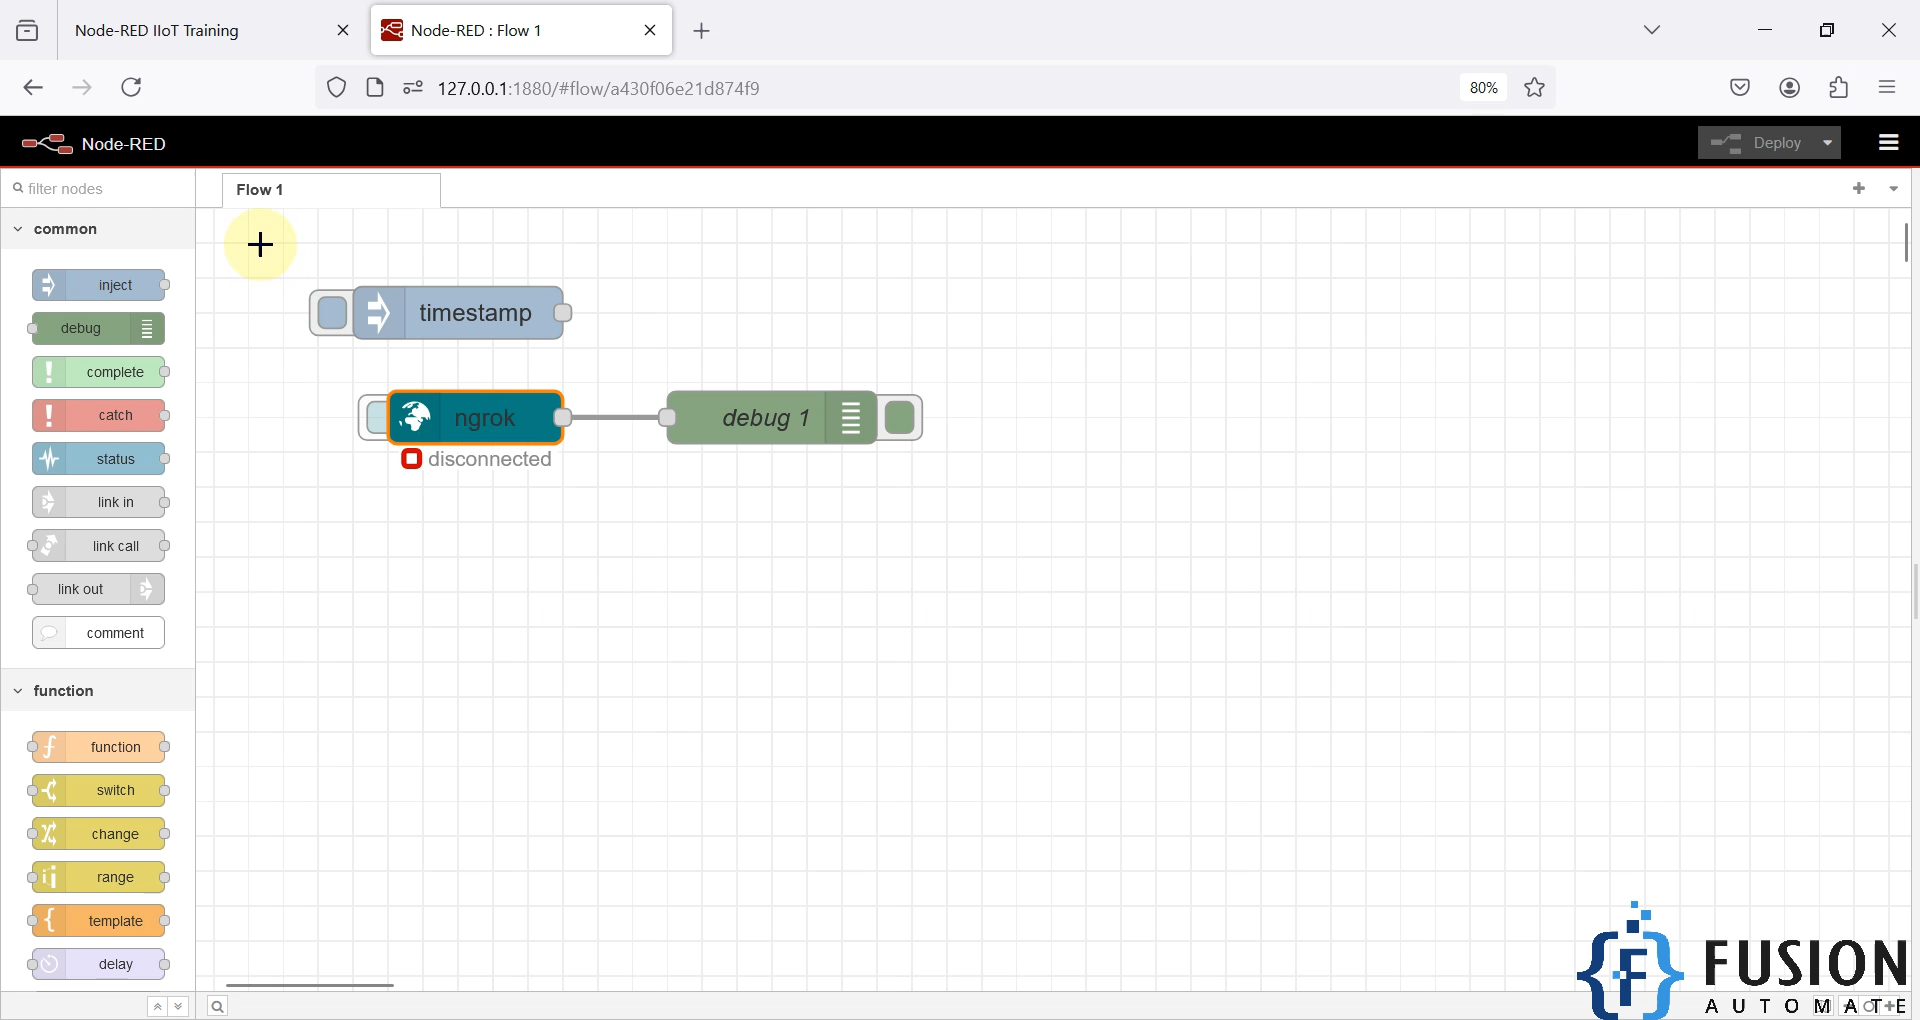 Node-RED IIoT Training
Node-RED : Flow 1
127.0.0.1:1880/#flow/a430f06e21d874f9
80%
Node-RED
Deploy
filter nodes
Flow 1
common
inject
debug
complete
catch
status
link in
link call
link out
comment
function
function
switch
change
range
template
delay
timestamp
ngrok
debug 1
disconnected
FUSION
AUTOMATE